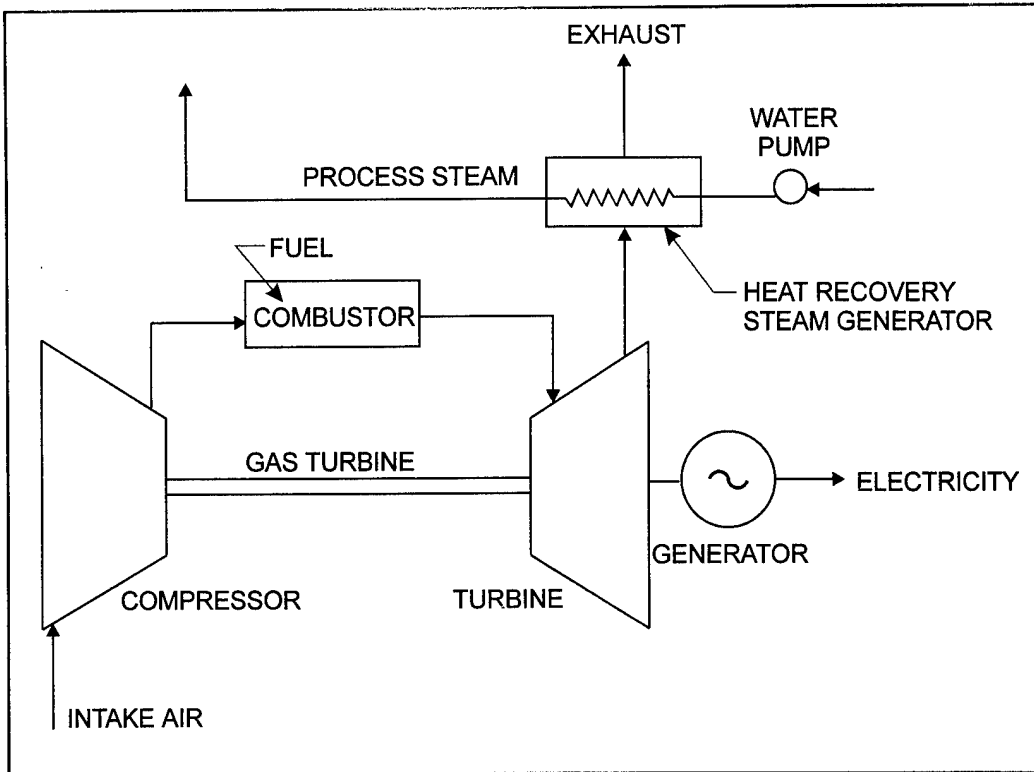 EXHAUST
WATER
PUMP
PROCESS STEAM
FUEL
COMBUSTOR
HEAT RECOVERY
STEAM GENERATOR
GAS TURBINE
ELECTRICITY
GENERATOR
COMPRESSOR
TURBINE
INTAKE AIR